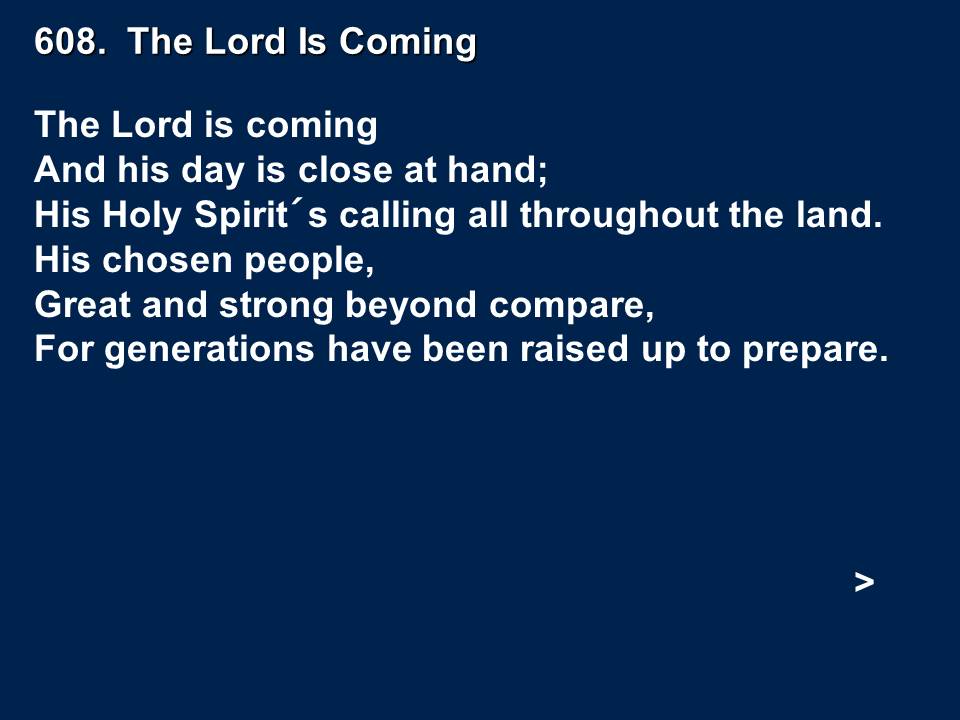 608.  The Lord Is Coming
The Lord is coming
And his day is close at hand;
His Holy Spirit´s calling all throughout the land.
His chosen people,
Great and strong beyond compare,
For generations have been raised up to prepare.
>